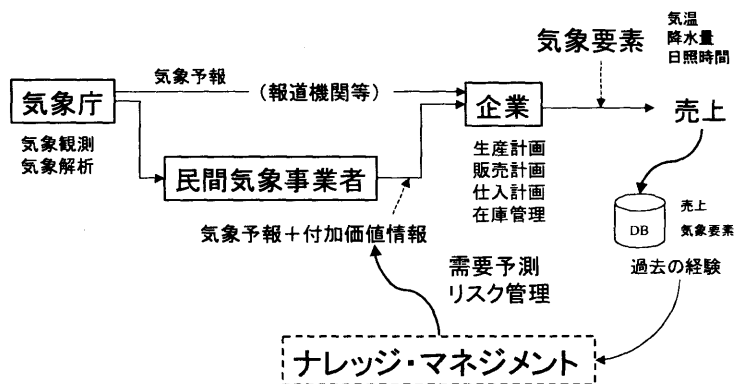 気象要素
気温
降水量
日照時間
気象予報
(報道機関等)
気象庁
企業
売上
気象観測
気象解析
民間気象事業者
生産計画
販売計画
仕入計画
在庫管理
気象予報+付加価値情報
DB
売上
気象要素
過去の経験
需要予測
リスク管理
ナレッジ・マネジメント